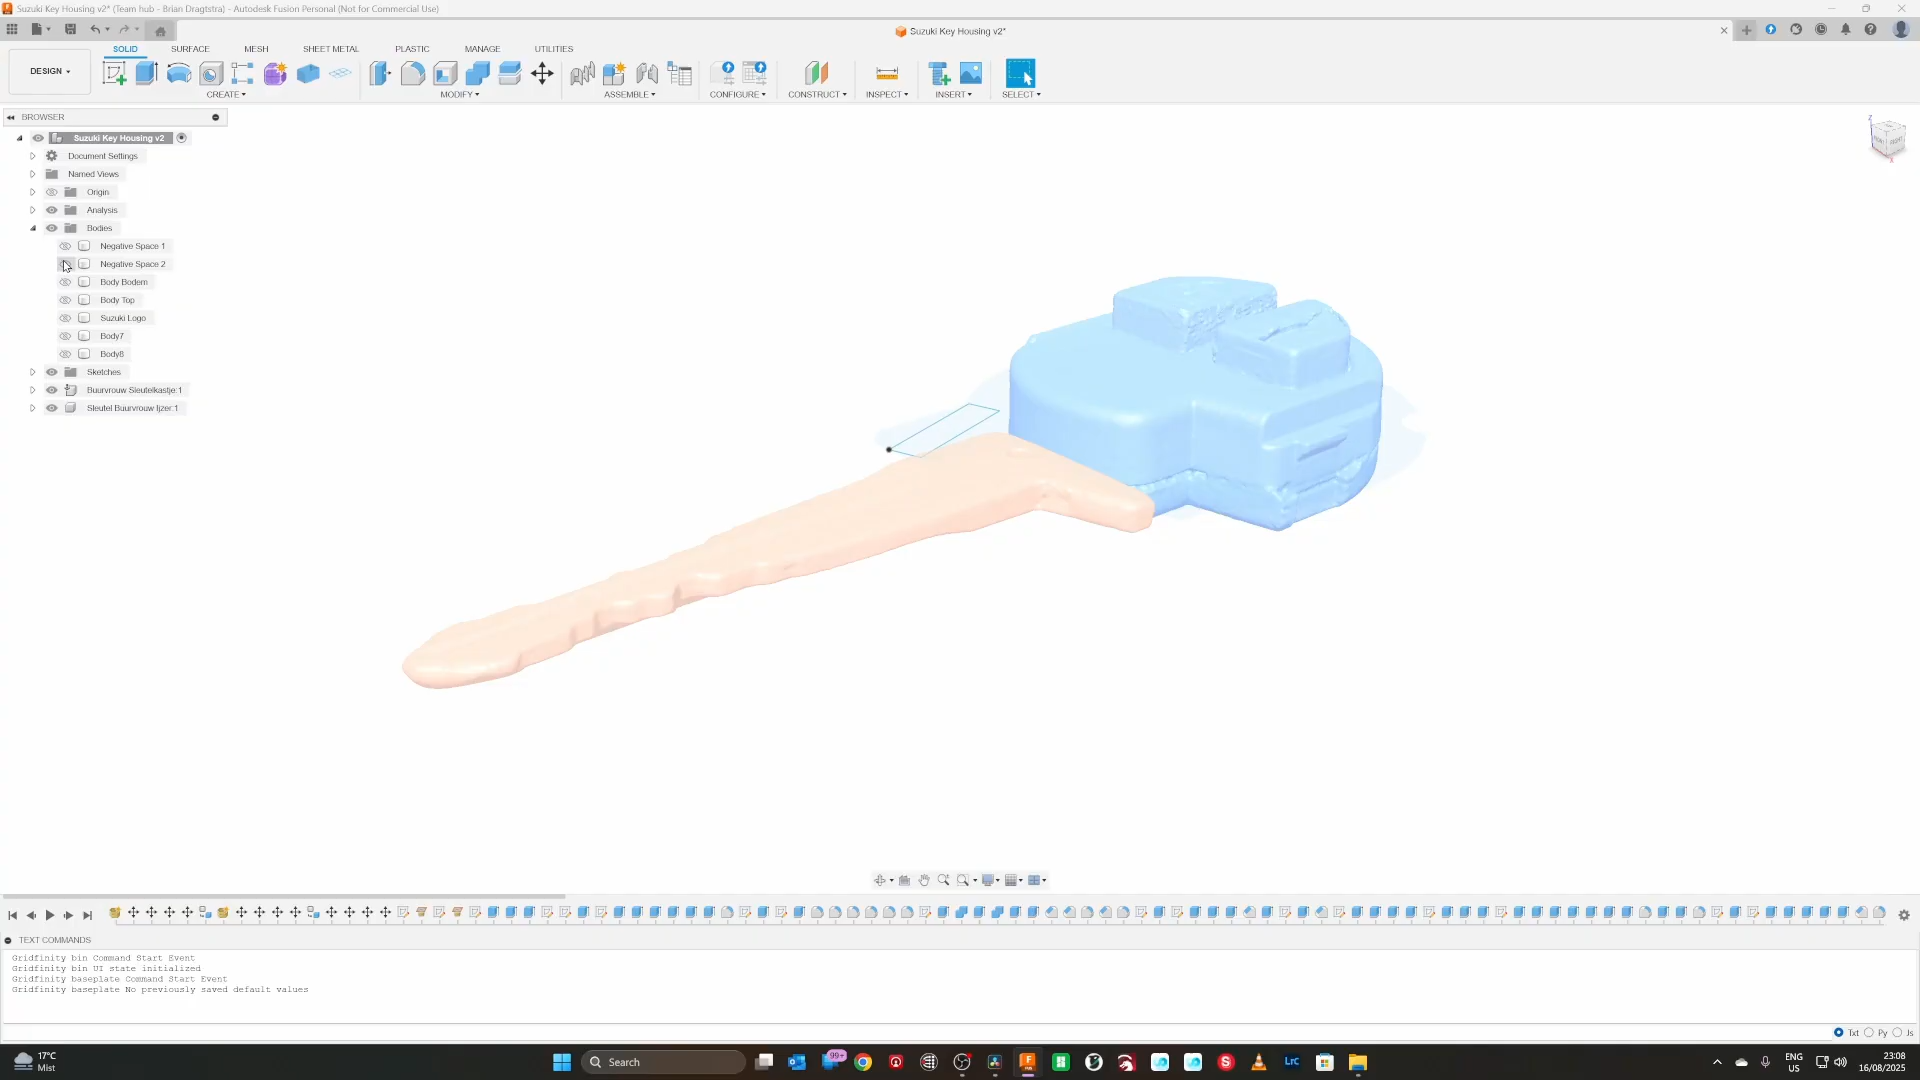 Suzuki Key Housing v2* (Team hub - Brian Dragtstra) - Autodesk Fusion Personal (Not for Commercial Use)
Suzuki Key Housing v2*
SOLID SURFACE MESH SHEET METAL PLASTIC MANAGE UTILITIES
DESIGN
CREATE MODIFY ASSEMBLE CONFIGURE CONSTRUCT INSPECT INSERT SELECT
BROWSER
Suzuki Key Housing v2
Document Settings
Named Views
Origin
Analysis
Bodies
Negative Space 1
Negative Space 2
Body Bodem
Body Top
Suzuki Logo
Body7
Body8
Sketches
Buurvrouw Sleutelkastje:1
Sleutel Buurvrouw Ijzer:1
Z
RIGHT
TEXT COMMANDS
Gridfinity bin Command Start Event
Gridfinity bin UI state initialized
Gridfinity baseplate Command Start Event
Gridfinity baseplate No previously saved default values
Txt Py Js
17°C
Mist
Search
99+
LrC
ENG
US
23:08
16/08/2025